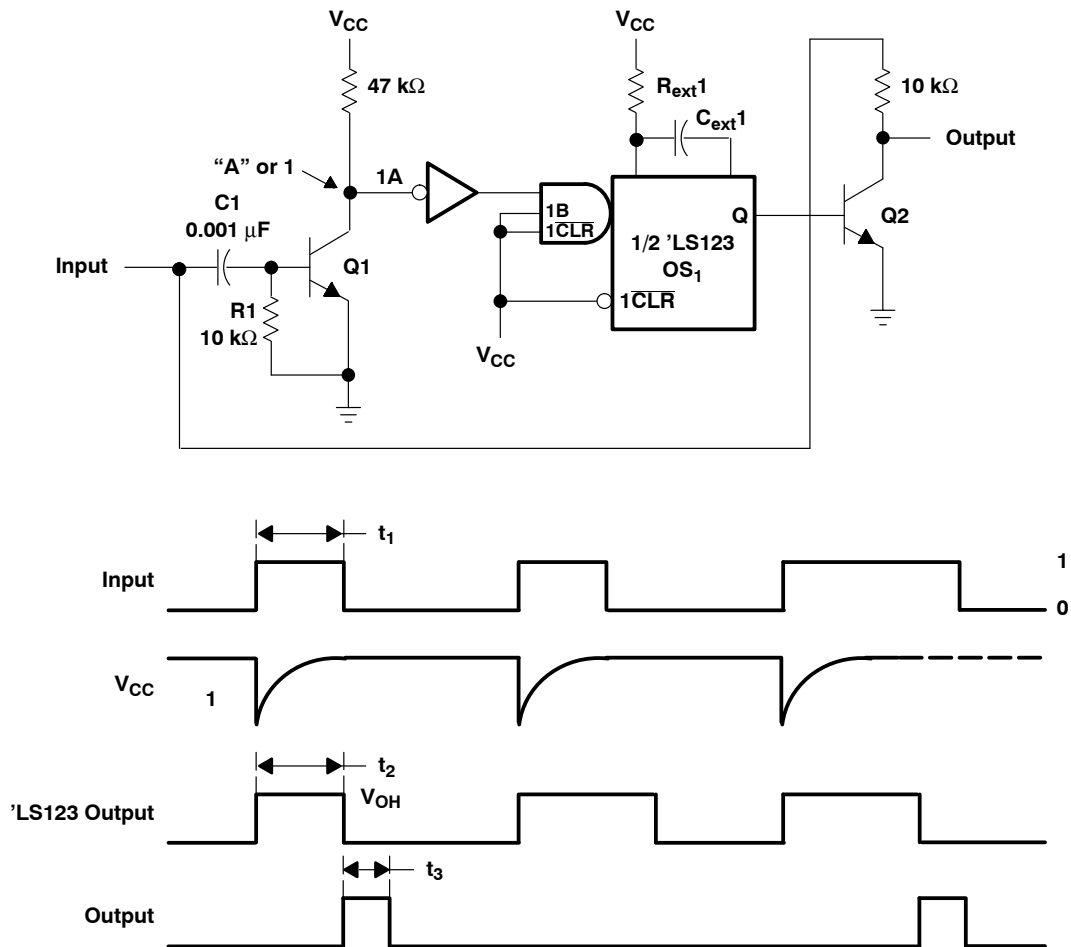 VCC
47 kΩ
"A" or 1
C1
0.001 μF
Input
R1
10 kΩ
Q1
1A
1B
1CLR
VCC
VCC
Rext1
Cext1
Q
1/2 'LS123
OS1
1CLR
10 kΩ
Output
Q2
t1
Input
1
0
VCC
1
t2
VOH
'LS123 Output
t3
Output